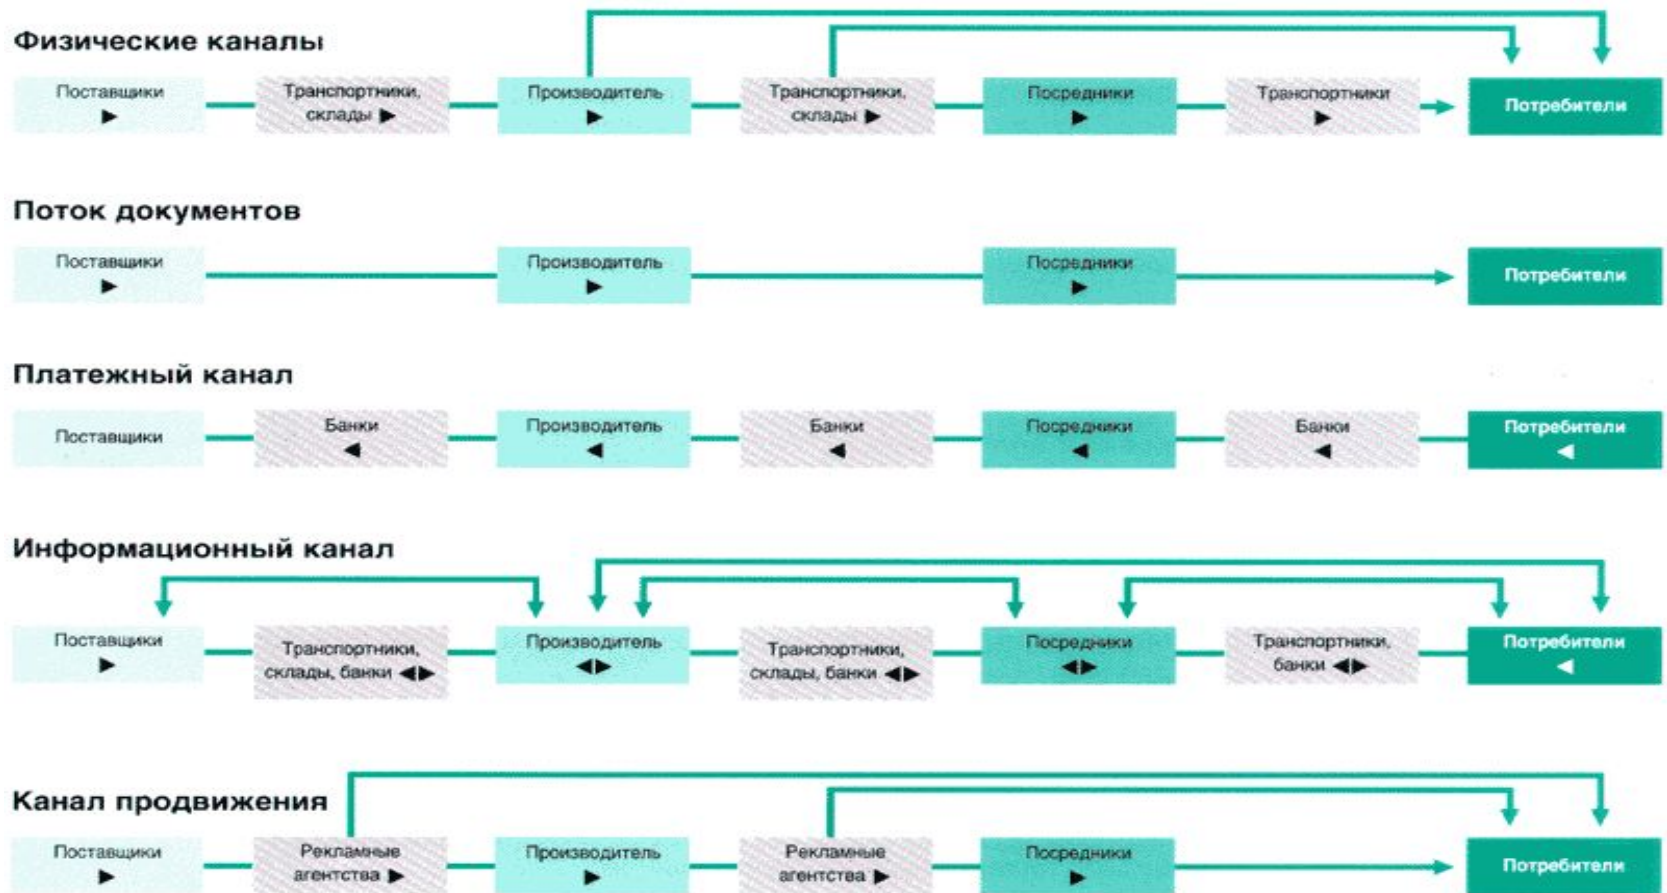 Физические каналы
Поставщики
Транспортники,
склады
Производитель
Транспортники,
склады
Посредники
Транспортники
Потребители
Поток документов
Поставщики
Производитель
Посредники
Потребители
Платежный канал
Поставщики
Банки
Производитель
Банки
Посредники
Банки
Потребители
Информационный канал
Поставщики
Транспортники,
склады, банки
Производитель
Транспортники,
склады, банки
Посредники
Транспортники,
банки
Потребители
Канал продвижения
Поставщики
Рекламные
агентства
Производитель
Рекламные
агентства
Посредники
Потребители